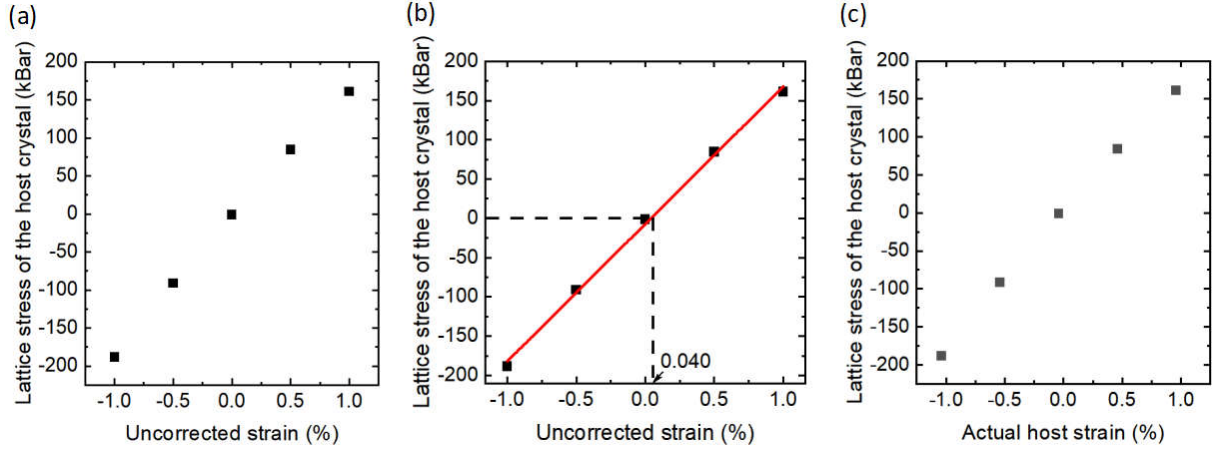 (a)
Lattice stress of the host crystal (kBar)
200
150
100
50
0
-50
-100
-150
-200
-1.0 -0.5 0.0 0.5 1.0
Uncorrected strain (%)
(b)
Lattice stress of the host crystal (kBar)
200
150
100
50
0
-50
-100
-150
-200
0.040
-1.0 -0.5 0.0 0.5 1.0
Uncorrected strain (%)
(c)
Lattice stress of the host crystal (kBar)
200
150
100
50
0
-50
-100
-150
-200
-1.0 -0.5 0.0 0.5 1.0
Actual host strain (%)